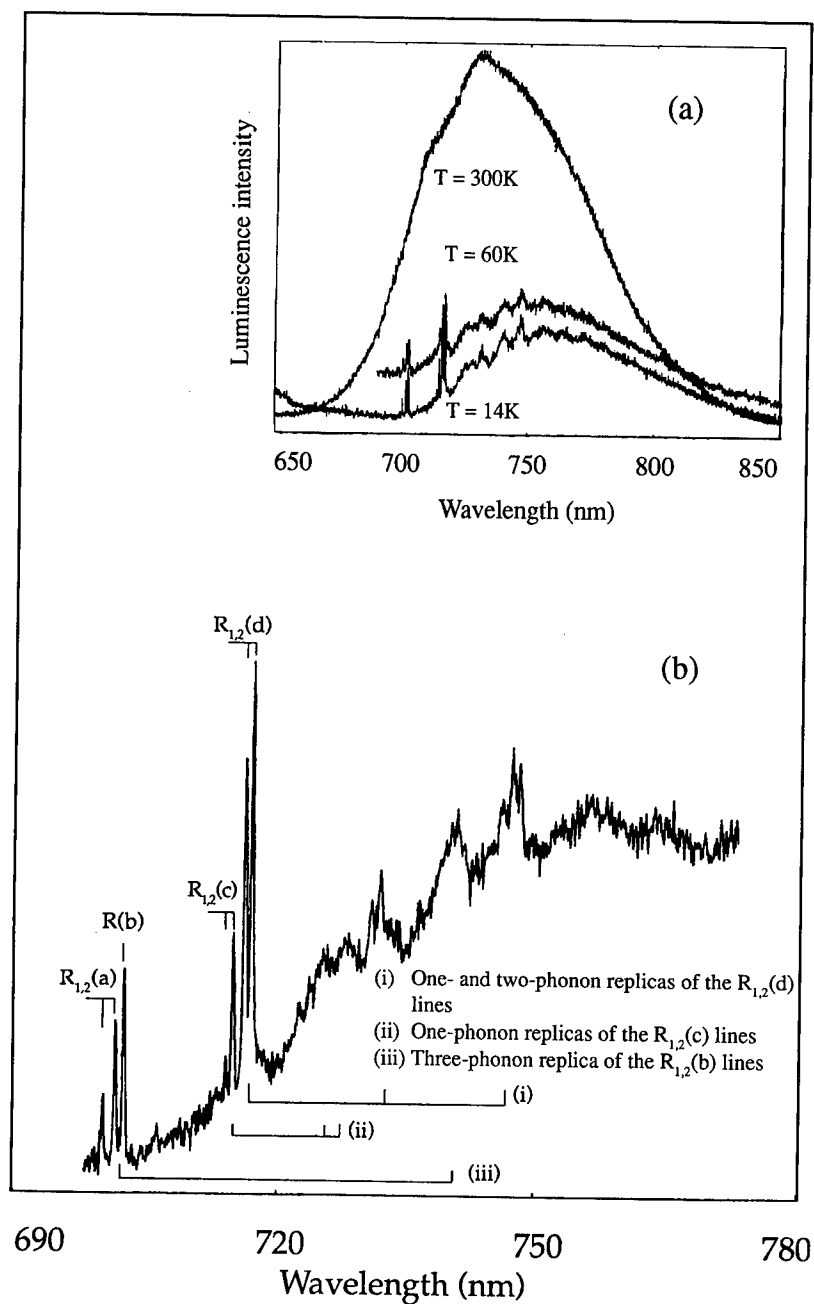 Luminescence intensity
(a)
T = 300K
T = 60K
T = 14K
650 700 750 800 850
Wavelength (nm)
R1,2(d)
(b)
R1,2(c)
R(b)
R1,2(a)
(i) One- and two-phonon replicas of the R1,2(d)
lines
(ii) One-phonon replicas of the R1,2(c) lines
(iii) Three-phonon replica of the R1,2(b) lines
(i)
(ii)
(iii)
690 720 750 780
Wavelength (nm)